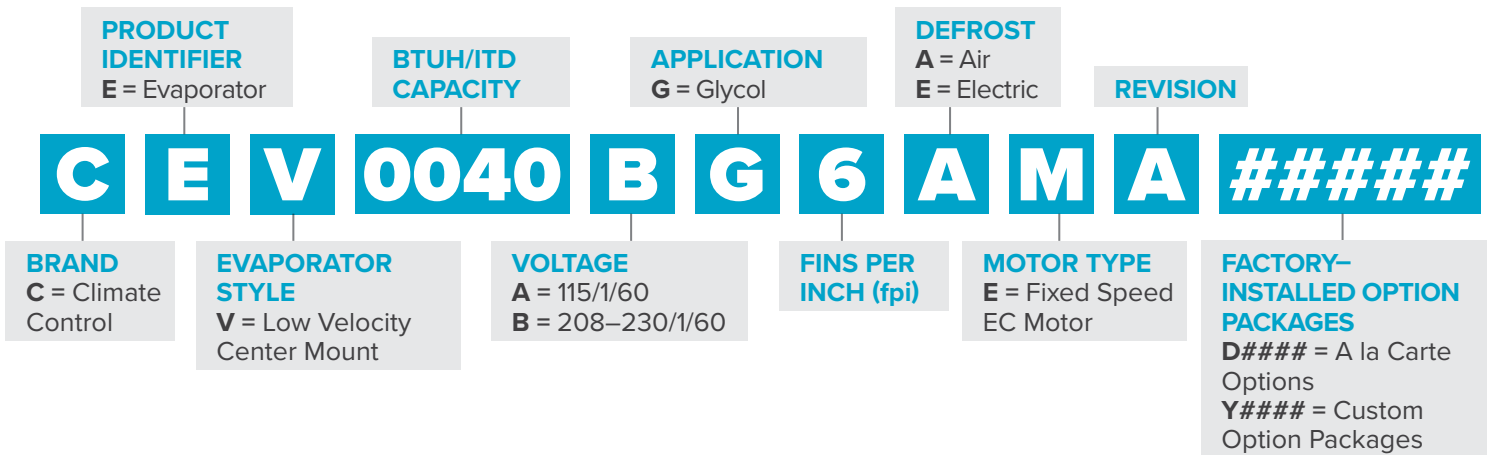 PRODUCT
IDENTIFIER
E = Evaporator
BTUH/ITD
CAPACITY
APPLICATION
G = Glycol
DEFROST
A = Air
E = Electric
REVISION
C E V 0040 B G 6 A M A #####
BRAND
C = Climate
Control
EVAPORATOR
STYLE
V = Low Velocity
Center Mount
VOLTAGE
A = 115/1/60
B = 208–230/1/60
FINS PER
INCH (fpi)
MOTOR TYPE
E = Fixed Speed
EC Motor
FACTORY–
INSTALLED OPTION
PACKAGES
D#### = A la Carte
Options
Y#### = Custom
Option Packages